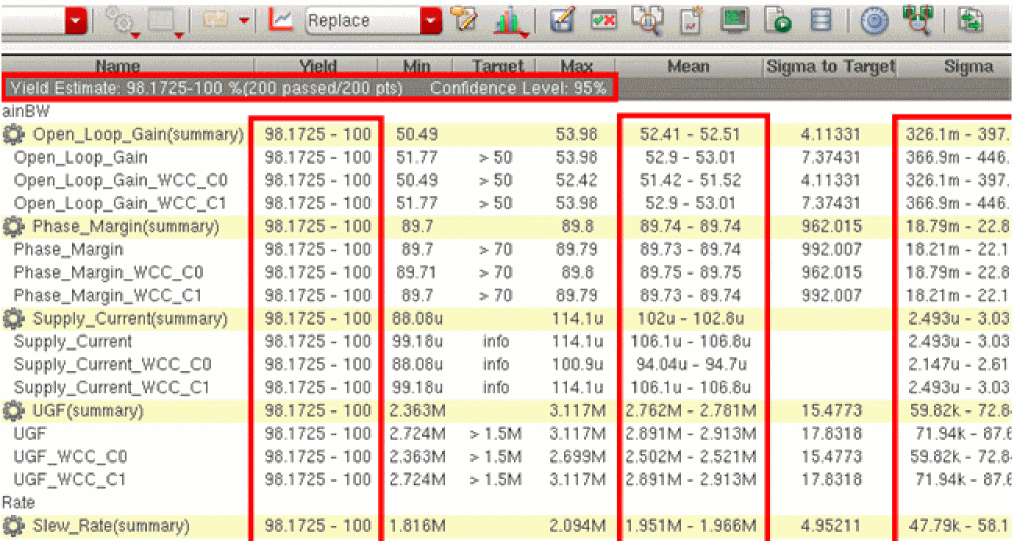 Replace
Name Yield Min Target Max Mean Sigma to Target Sigma
Yield Estimate: 98.1725-100 %(200 passed/200 pts) Confidence Level: 95%
ainBW
Open_Loop_Gain(summary) 98.1725 - 100 50.49 53.98 52.41 - 52.51 4.11331 326.1m - 397.
Open_Loop_Gain 98.1725 - 100 51.77 > 50 53.98 52.9 - 53.01 7.37431 366.9m - 446.
Open_Loop_Gain_WCC_C0 98.1725 - 100 50.49 > 50 52.42 51.42 - 51.52 4.11331 326.1m - 397.
Open_Loop_Gain_WCC_C1 98.1725 - 100 51.77 > 50 53.98 52.9 - 53.01 7.37431 366.9m - 446.
Phase_Margin(summary) 98.1725 - 100 89.7 89.8 89.74 - 89.74 962.015 18.79m - 22.8
Phase_Margin 98.1725 - 100 89.7 > 70 89.79 89.73 - 89.74 992.007 18.21m - 22.1
Phase_Margin_WCC_C0 98.1725 - 100 89.71 > 70 89.8 89.75 - 89.75 962.015 18.79m - 22.8
Phase_Margin_WCC_C1 98.1725 - 100 89.7 > 70 89.79 89.73 - 89.74 992.007 18.21m - 22.1
Supply_Current(summary) 98.1725 - 100 88.08u 114.1u 102u - 102.8u 2.493u - 3.03
Supply_Current 98.1725 - 100 99.18u info 114.1u 106.1u - 106.8u 2.493u - 3.03
Supply_Current_WCC_C0 98.1725 - 100 88.08u info 100.9u 94.04u - 94.7u 2.147u - 2.61
Supply_Current_WCC_C1 98.1725 - 100 99.18u info 114.1u 106.1u - 106.8u 2.493u - 3.03
UGF(summary) 98.1725 - 100 2.363M 3.117M 2.762M - 2.781M 15.4773 59.82k - 72.8
UGF 98.1725 - 100 2.724M > 1.5M 3.117M 2.891M - 2.913M 17.8318 71.94k - 87.6
UGF_WCC_C0 98.1725 - 100 2.363M > 1.5M 2.699M 2.502M - 2.521M 15.4773 59.82k - 72.8
UGF_WCC_C1 98.1725 - 100 2.724M > 1.5M 3.117M 2.891M - 2.913M 17.8318 71.94k - 87.6
Rate
Slew_Rate(summary) 98.1725 - 100 1.816M 2.094M 1.951M - 1.966M 4.95211 47.79k - 58.1